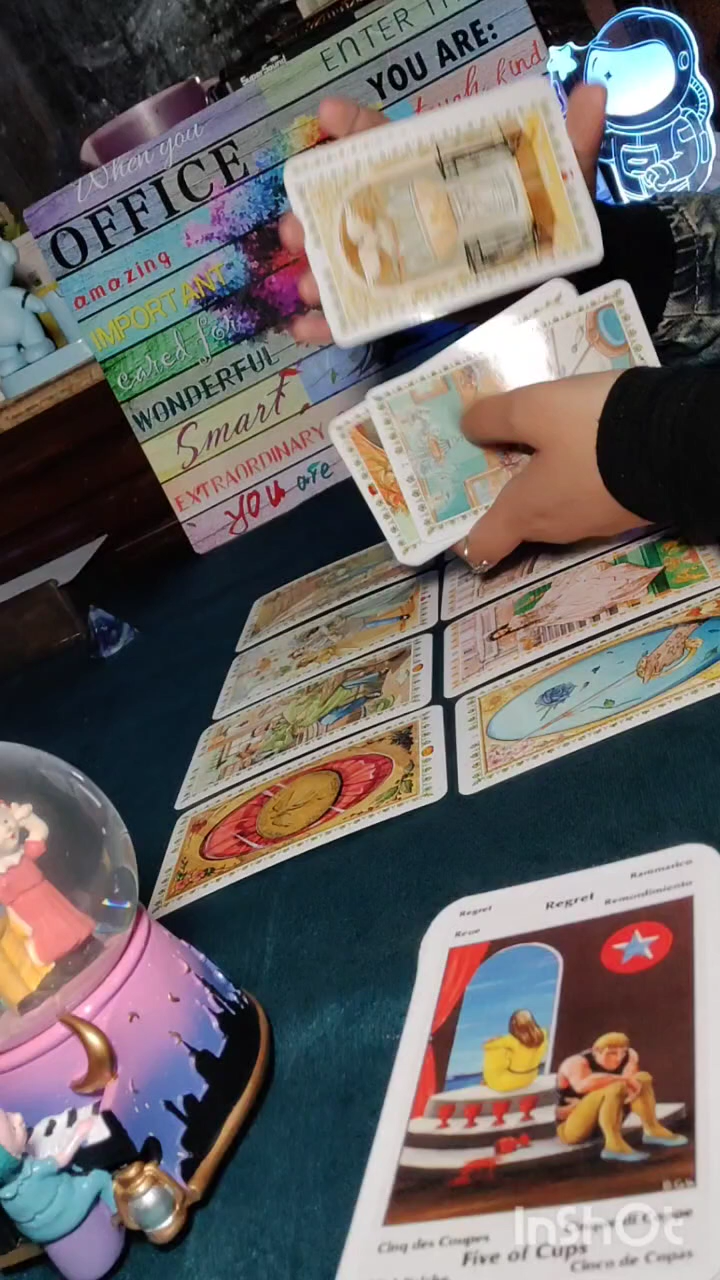 ENTER TH
When you
YOU ARE:
OFFICE
amazing
IMPORTANT
cared for
WONDERFUL
Smart
EXTRAORDINARY
you are
Regret
Regret
Rammarico
Remordimiento
InShOt
Cinq des Coupes
Five of Cups
Cinco de Copas